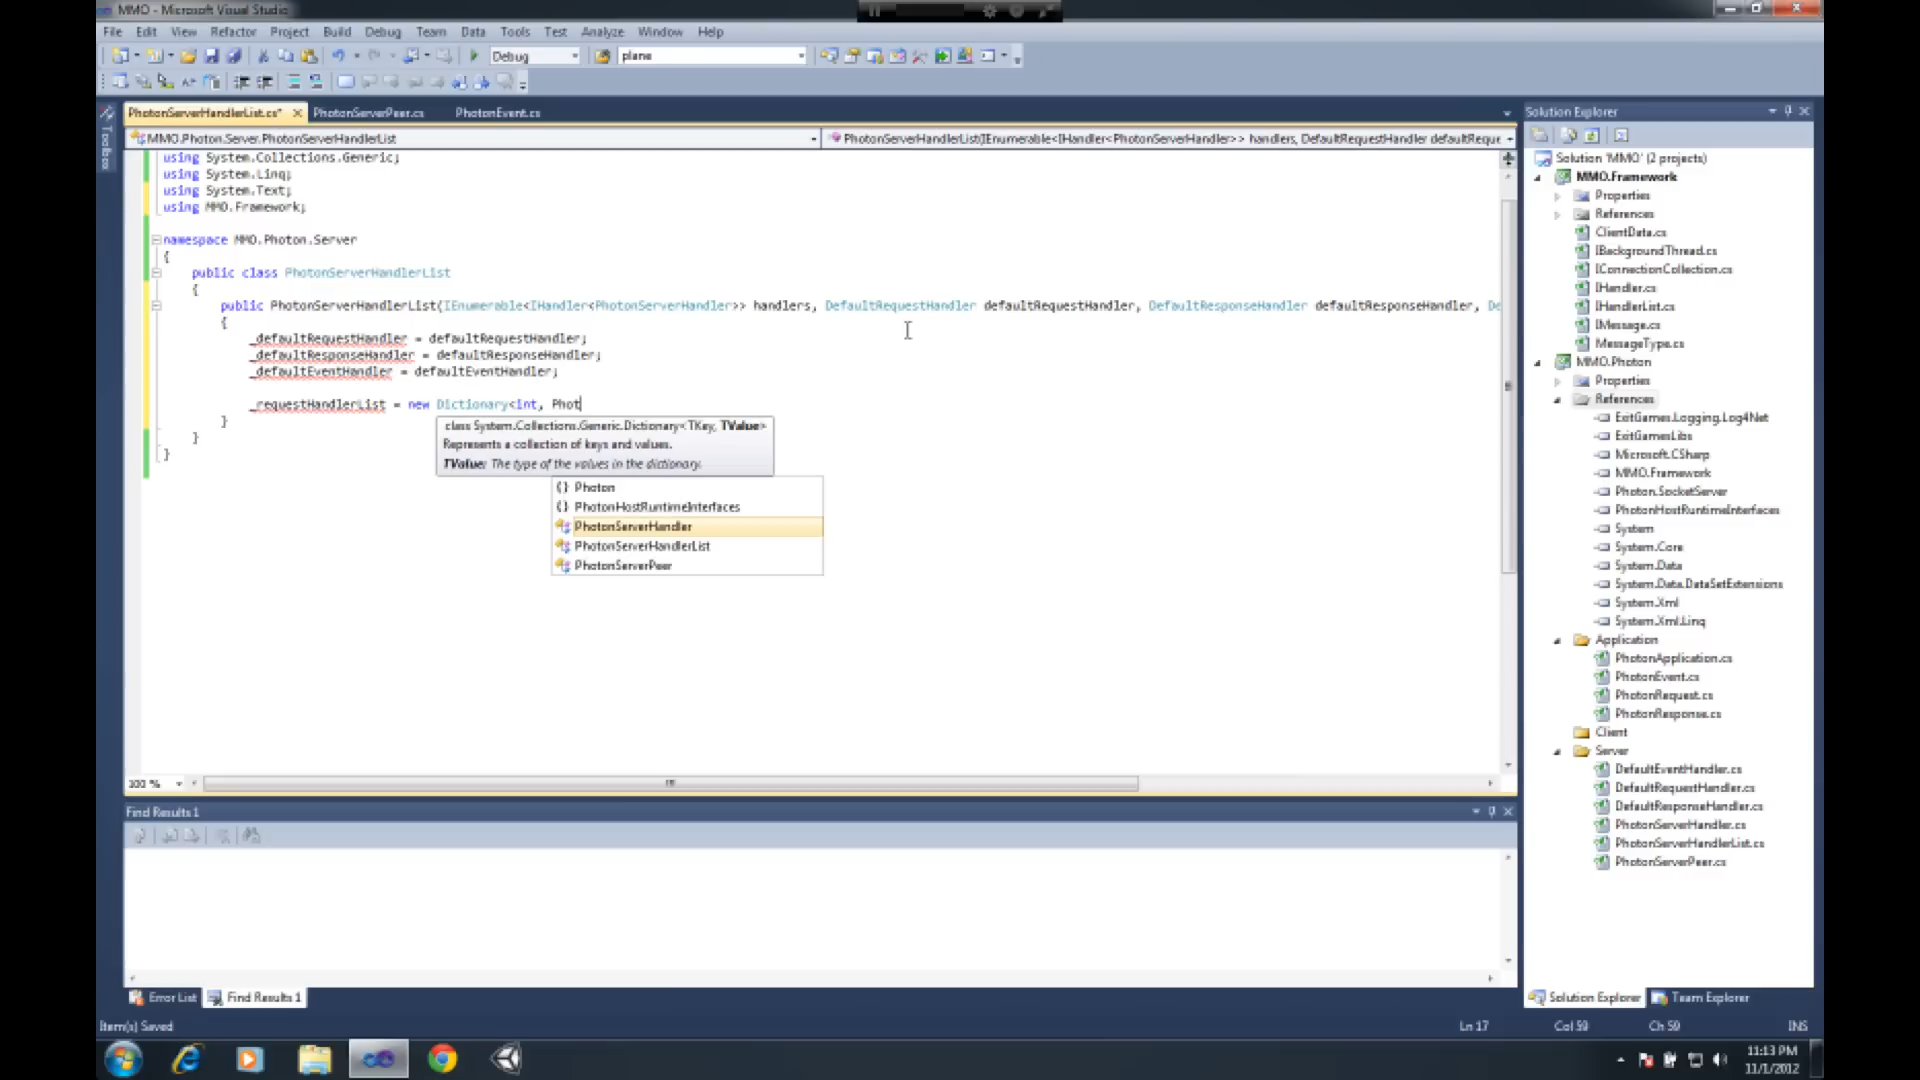 MMO - Microsoft Visual Studio
File Edit View Refactor Project Build Debug Team Data Tools Test Analyze Window Help
Debug plane
PhotonServerHandlerList.cs* PhotonServerPeer.cs PhotonEvent.cs
MMO.Photon.Server.PhotonServerHandlerList PhotonServerHandlerList(IEnumerable<IHandler<PhotonServerHandler>> handlers, DefaultRequestHandler defaultReque
using System.Collections.Generic;
using System.Linq;
using System.Text;
using MMO.Framework;
namespace MMO.Photon.Server
{
public class PhotonServerHandlerList
{
public PhotonServerHandlerList(IEnumerable<IHandler<PhotonServerHandler>> handlers, DefaultRequestHandler defaultRequestHandler, DefaultResponseHandler defaultResponseHandler, De
{
_defaultRequestHandler = defaultRequestHandler;
_defaultResponseHandler = defaultResponseHandler;
_defaultEventHandler = defaultEventHandler;
_requestHandlerList = new Dictionary<int, Phot
}
}
}
class System.Collections.Generic.Dictionary<TKey, TValue>
Represents a collection of keys and values.
TValue: The type of the values in the dictionary.
Photon
PhotonHostRuntimeInterfaces
PhotonServerHandler
PhotonServerHandlerList
PhotonServerPeer
100 %
Find Results 1
Error List Find Results 1
Item(s) Saved
Ln 17 Col 59 Ch 59 INS
Toolbox
Solution Explorer
Solution 'MMO' (2 projects)
MMO.Framework
Properties
References
ClientData.cs
IBackgroundThread.cs
IConnectionCollection.cs
IHandler.cs
IHandlerList.cs
IMessage.cs
MessageType.cs
MMO.Photon
Properties
References
ExitGames.Logging.Log4Net
ExitGamesLibs
Microsoft.CSharp
MMO.Framework
Photon.SocketServer
PhotonHostRuntimeInterfaces
System
System.Core
System.Data
System.Data.DataSetExtensions
System.Xml
System.Xml.Linq
Application
PhotonApplication.cs
PhotonEvent.cs
PhotonRequest.cs
PhotonResponse.cs
Client
Server
DefaultEventHandler.cs
DefaultRequestHandler.cs
DefaultResponseHandler.cs
PhotonServerHandler.cs
PhotonServerHandlerList.cs
PhotonServerPeer.cs
Solution Explorer Team Explorer
11:13 PM
11/1/2012